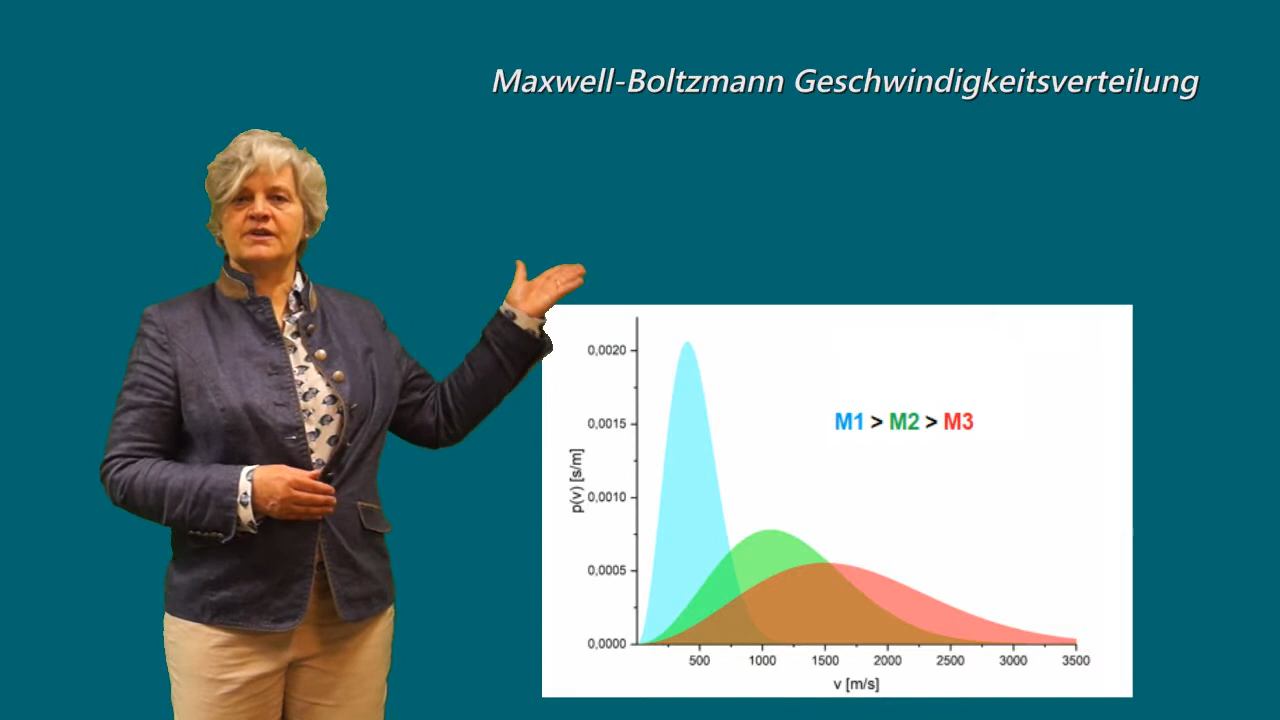 Maxwell-Boltzmann Geschwindigkeitsverteilung
0,0020
0,0015
0,0010
0,0005
0,0000
p(v) [s/m]
M1 > M2 > M3
500 1000 1500 2000 2500 3000 3500
v [m/s]